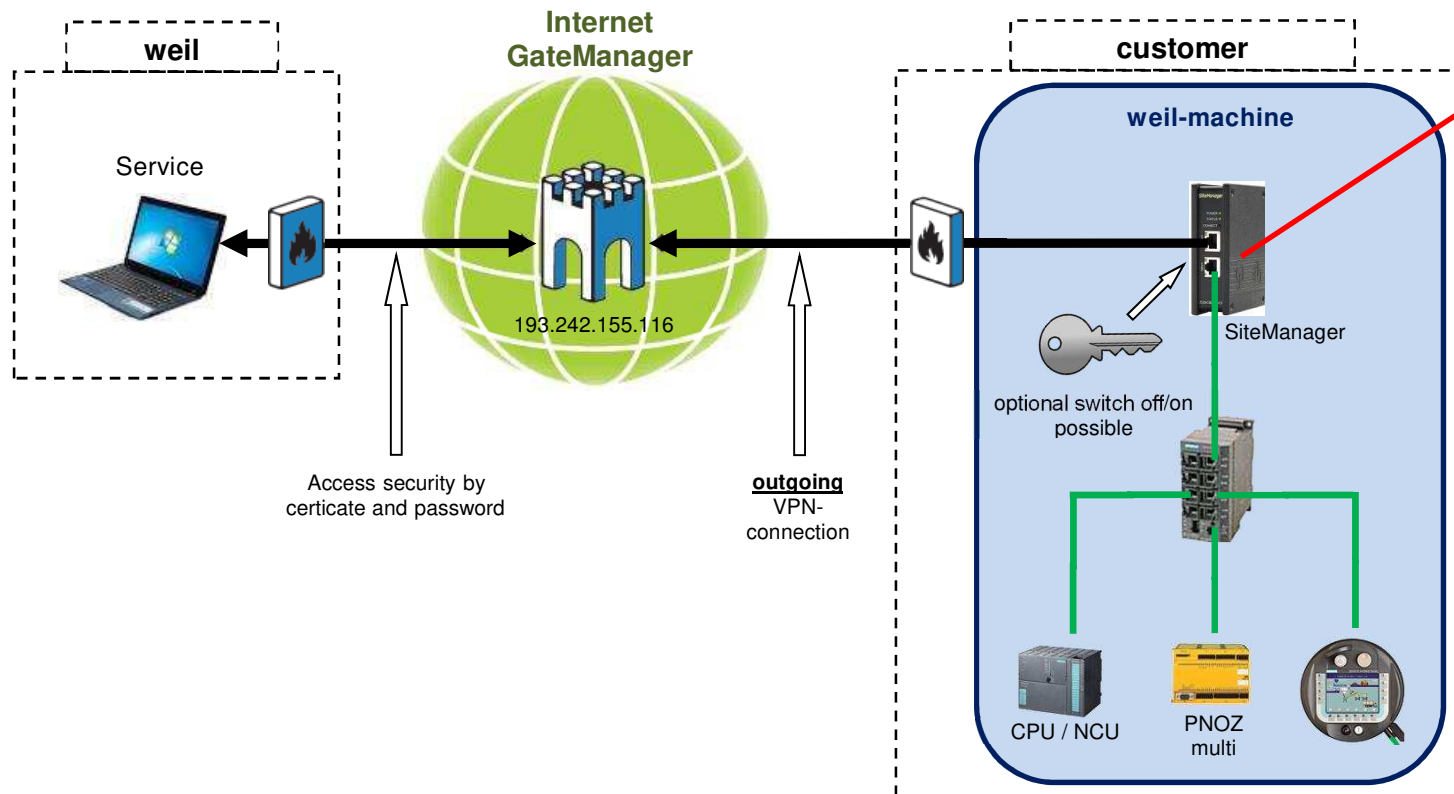 weil
Internet
GateManager
customer
weil-machine
Service
SiteManager
193.242.155.116
SiteManager
optional switch off/on
possible
Access security by
certicate and password
outgoing
VPN-
connection
CPU / NCU
PNOZ
multi